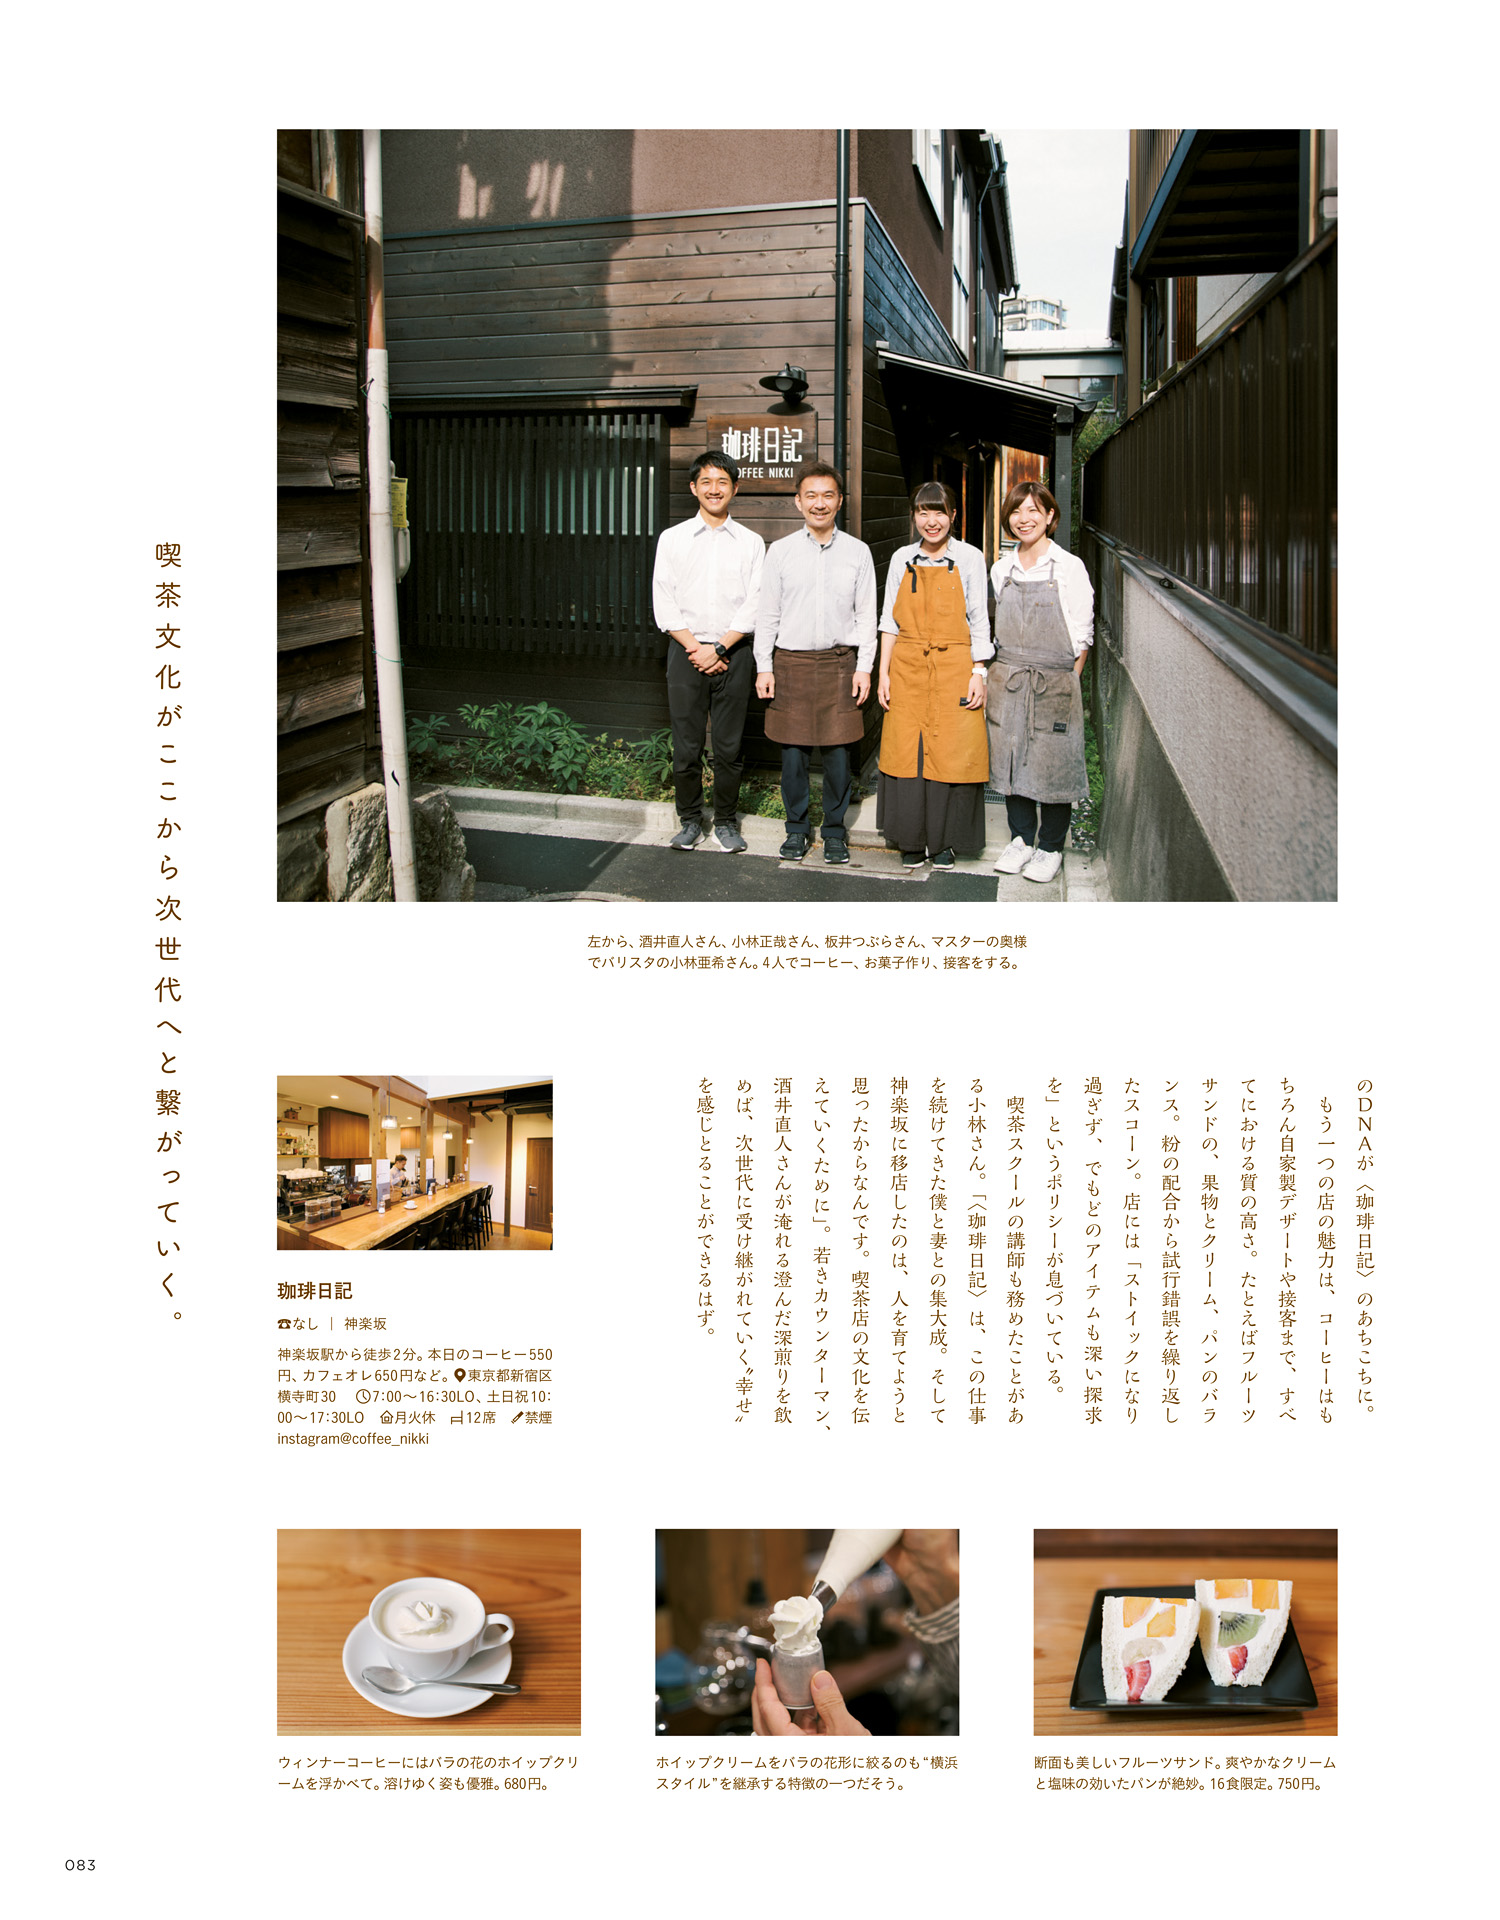 珈琲日記
COFFEE NIKKI
左から、酒井直人さん、小林正哉さん、板井つぶらさん、マスターの奥様
でバリスタの小林亜希さん。4人でコーヒー、お菓子作り、接客をする。
のDNAが〈珈琲日記〉のあちこちに。
もう一つの店の魅力は、コーヒーはも
ちろん自家製デザートや接客まで、すべ
てにおける質の高さ。たとえばフルーツ
サンドの、果物とクリーム、パンのバラ
ンス。粉の配合から試行錯誤を繰り返し
たスコーン。店には「ストイックになり
過ぎず、でもどのアイテムも深い探求
を」というポリシーが息づいている。
喫茶スクールの講師も務めたことがあ
る小林さん。「〈珈琲日記〉は、この仕事
を続けてきた僕と妻との集大成。そして
神楽坂に移店したのは、人を育てようと
思ったからなんです。喫茶店の文化を伝
えていくために」。若きカウンターマン、
酒井直人さんが淹れる澄んだ深煎りを飲
めば、次世代に受け継がれていく〝幸せ〟
を感じとることができるはず。
喫茶文化がここから次世代へと繋がっていく。
珈琲日記
☎なし ｜ 神楽坂
神楽坂駅から徒歩2分。本日のコーヒー550
円、カフェオレ650円など。東京都新宿区
横寺町30 7:00〜16:30LO、土日祝10:
00〜17:30LO 月火休 12席 禁煙
instagram@coffee_nikki
ウィンナーコーヒーにはバラの花のホイップクリ
ームを浮かべて。溶けゆく姿も優雅。680円。
ホイップクリームをバラの花形に絞るのも“横浜
スタイル”を継承する特徴の一つだそう。
断面も美しいフルーツサンド。爽やかなクリーム
と塩味の効いたパンが絶妙。16食限定。750円。
083